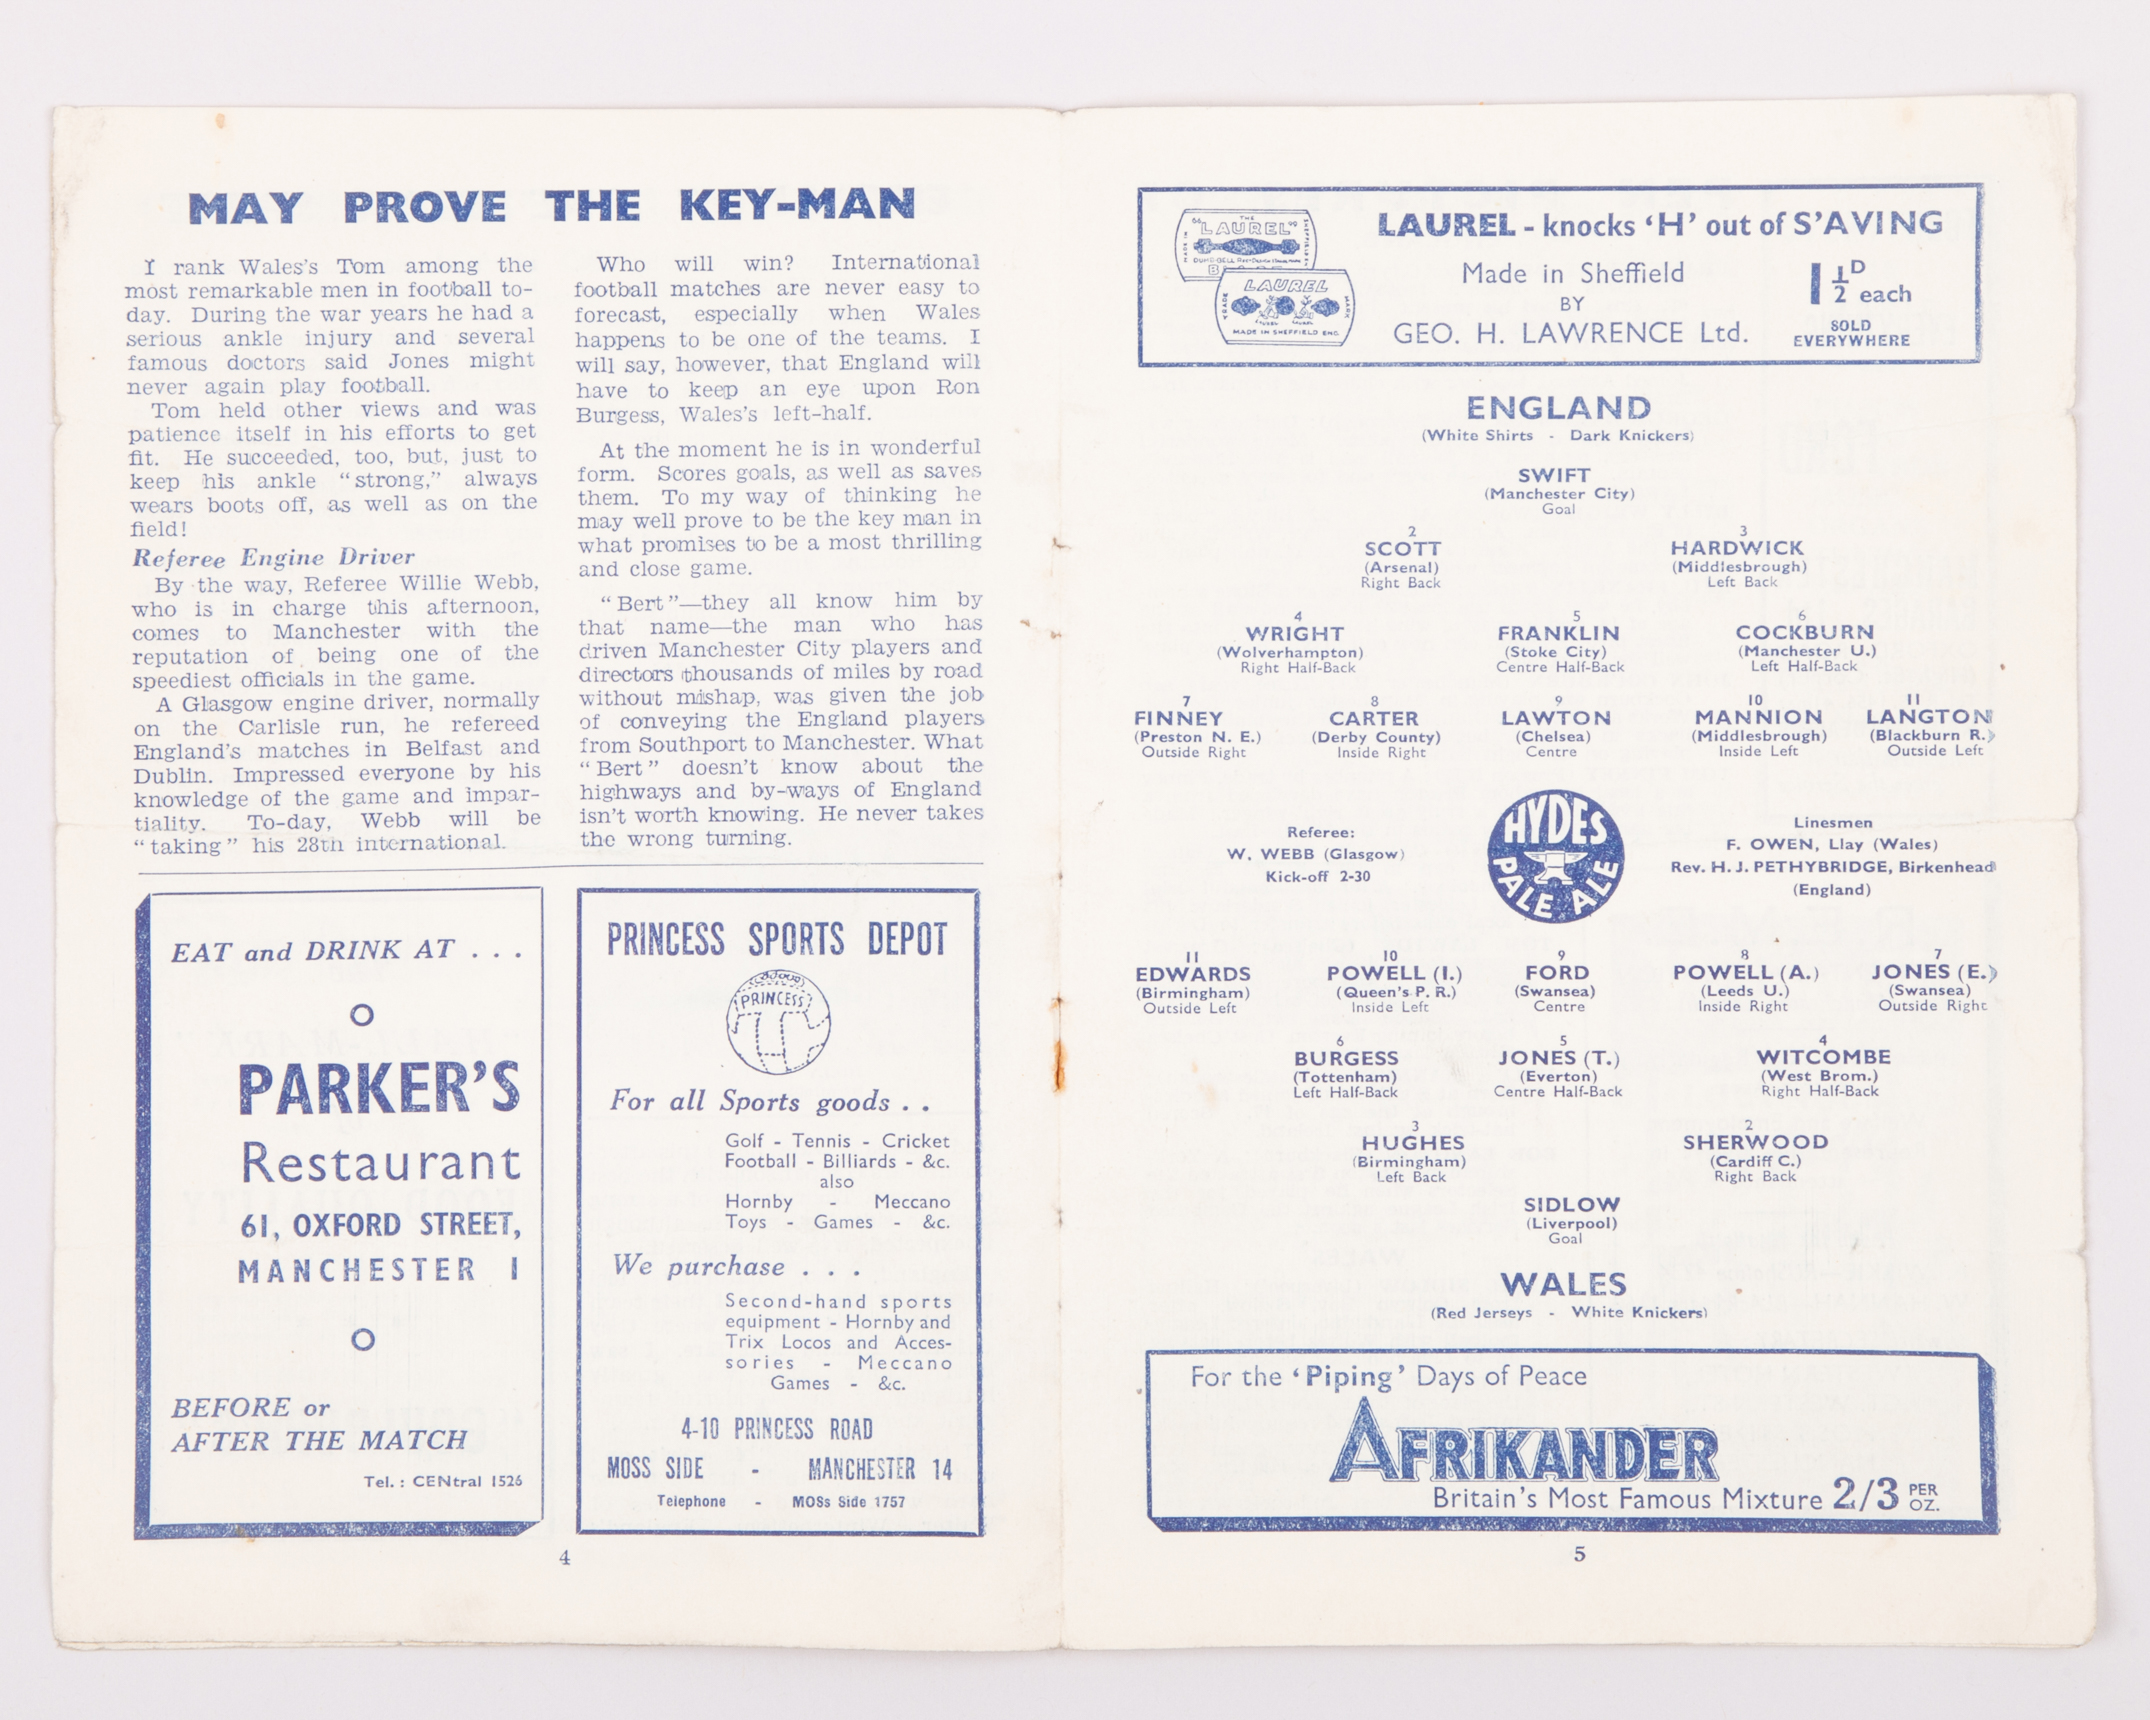 MAY PROVE THE KEY-MAN
I rank Wales's Tom among the
most remarkable men in football to-
day. During the war years he had a
serious ankle injury and several
famous doctors said Jones might
never again play football.
Tom held other views and was
patience itself in his efforts to get
fit. He succeeded, too, but, just to
keep his ankle “strong,” always
wears boots off, as well as on the
field!
Referee Engine Driver
By the way, Referee Willie Webb,
who is in charge this afternoon,
comes to Manchester with the
reputation of being one of the
speediest officials in the game.
A Glasgow engine driver, normally
on the Carlisle run, he refereed
England's matches in Belfast and
Dublin. Impressed everyone by his
knowledge of the game and impar-
tiality. To-day, Webb will be
“taking” his 28th international.
Who will win? International
football matches are never easy to
forecast, especially when Wales
happens to be one of the teams. I
will say, however, that England will
have to keep an eye upon Ron
Burgess, Wales's left-half.
At the moment he is in wonderful
form. Scores goals, as well as saves
them. To my way of thinking he
may well prove to be the key man in
what promises to be a most thrilling
and close game.
“Bert”—they all know him by
that name—the man who has
driven Manchester City players and
directors thousands of miles by road
without mishap, was given the job
of conveying the England players
from Southport to Manchester. What
“Bert” doesn't know about the
highways and by-ways of England
isn't worth knowing. He never takes
the wrong turning.
EAT and DRINK AT . . .
PARKER'S
Restaurant
61, OXFORD STREET,
MANCHESTER 1
BEFORE or
AFTER THE MATCH
Tel. : CENtral 1526
PRINCESS SPORTS DEPOT
PRINCESS
For all Sports goods . .
Golf - Tennis - Cricket
Football - Billiards - &c.
also
Hornby - Meccano
Toys - Games - &c.
We purchase . . .
Second-hand sports
equipment - Hornby and
Trix Locos and Acces-
sories - Meccano
Games - &c.
4-10 PRINCESS ROAD
MOSS SIDE - MANCHESTER 14
Telephone - MOSs Side 1757
4
THE
“LAUREL”
MADE IN SHEFFIELD
LAUREL
TRADE MARK
MADE IN SHEFFIELD ENG.
LAUREL - knocks ‘H’ out of S'AVING
Made in Sheffield
BY
GEO. H. LAWRENCE Ltd.
1½D each
SOLD
EVERYWHERE
ENGLAND
(White Shirts - Dark Knickers)
SWIFT
(Manchester City)
Goal
2 3
SCOTT HARDWICK
(Arsenal) (Middlesbrough)
Right Back Left Back
4 5 6
WRIGHT FRANKLIN COCKBURN
(Wolverhampton) (Stoke City) (Manchester U.)
Right Half-Back Centre Half-Back Left Half-Back
7 8 9 10 11
FINNEY CARTER LAWTON MANNION LANGTON
(Preston N. E.) (Derby County) (Chelsea) (Middlesbrough) (Blackburn R.)
Outside Right Inside Right Centre Inside Left Outside Left
Referee:
W. WEBB (Glasgow)
Kick-off 2-30
HYDES
PALE ALE
Linesmen
F. OWEN, Llay (Wales)
Rev. H. J. PETHYBRIDGE, Birkenhead
(England)
11 10 9 8 7
EDWARDS POWELL (I.) FORD POWELL (A.) JONES (E.)
(Birmingham) (Queen's P. R.) (Swansea) (Leeds U.) (Swansea)
Outside Left Inside Left Centre Inside Right Outside Right
6 5 4
BURGESS JONES (T.) WITCOMBE
(Tottenham) (Everton) (West Brom.)
Left Half-Back Centre Half-Back Right Half-Back
3 2
HUGHES SHERWOOD
(Birmingham) (Cardiff C.)
Left Back Right Back
SIDLOW
(Liverpool)
Goal
WALES
(Red Jerseys - White Knickers)
For the ‘Piping’ Days of Peace
AFRIKANDER
Britain's Most Famous Mixture 2/3 PER OZ.
5